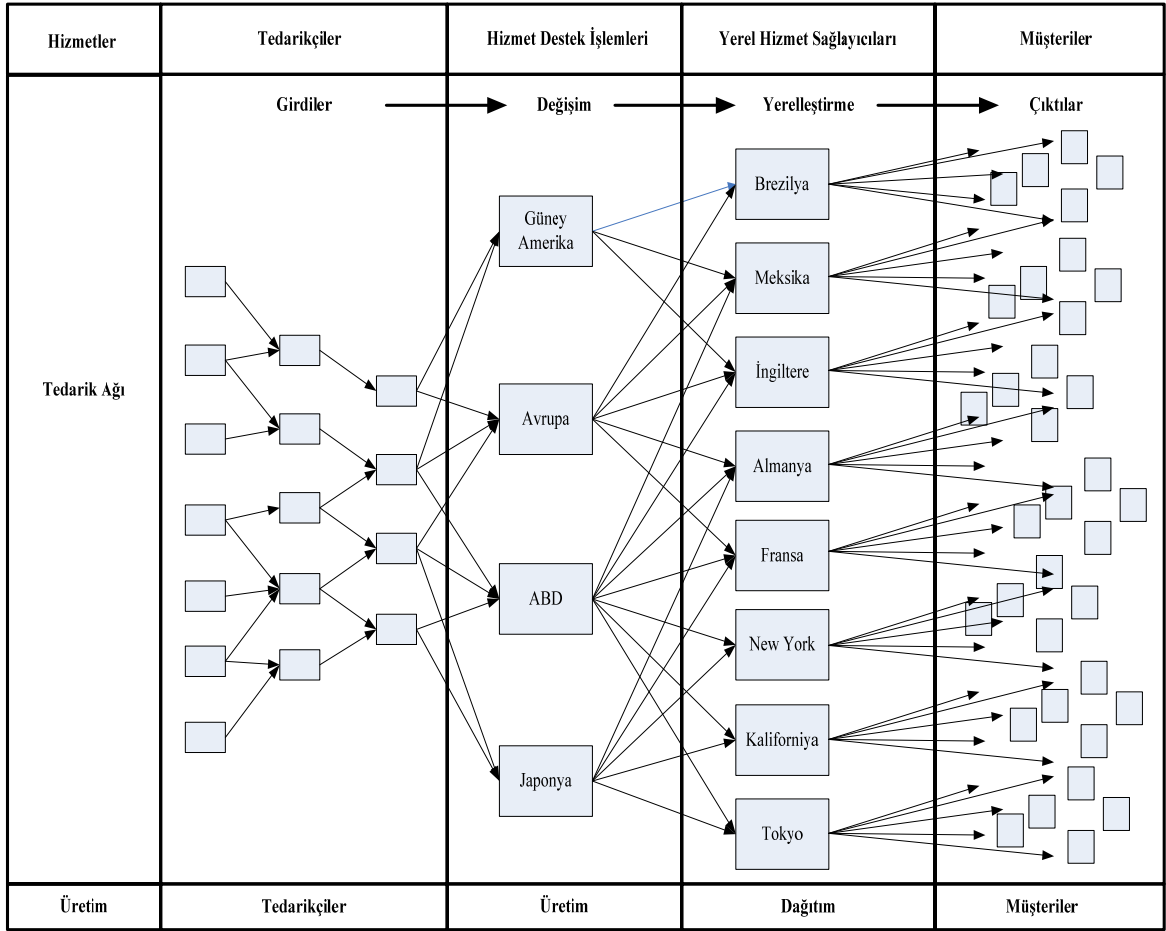 Hizmetler
Tedarikçiler
Hizmet Destek İşlemleri
Yerel Hizmet Sağlayıcıları
Müşteriler
Girdiler
Değişim
Yerelleştirme
Çıktılar
Tedarik Ağı
Güney
Amerika
Avrupa
ABD
Japonya
Brezilya
Meksika
İngiltere
Almanya
Fransa
New York
Kaliforniya
Tokyo
Üretim
Tedarikçiler
Üretim
Dağıtım
Müşteriler